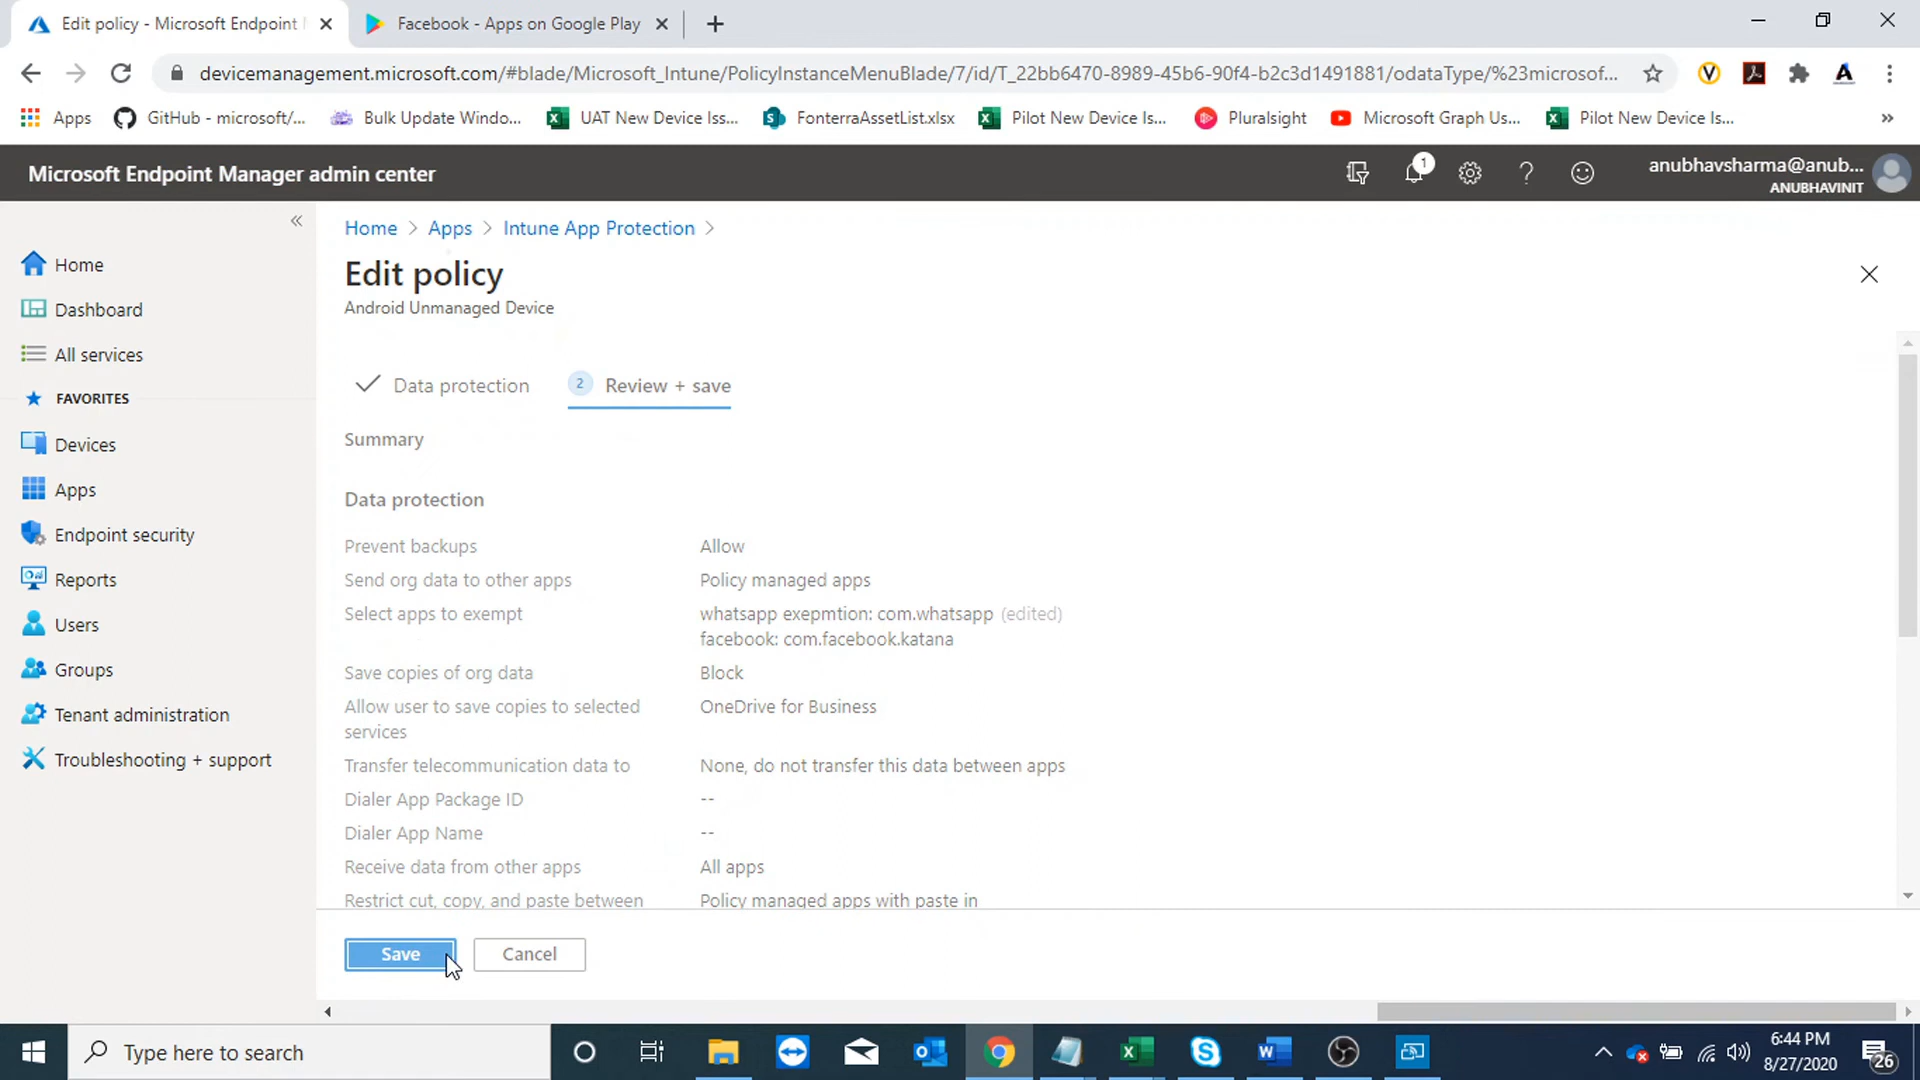 Edit policy - Microsoft Endpoint
Facebook - Apps on Google Play
devicemanagement.microsoft.com/#blade/Microsoft_Intune/PolicyInstanceMenuBlade/7/id/T_22bb6470-8989-45b6-90f4-b2c3d1491881/odataType/%23microsof...
Apps
GitHub - microsoft/...
Bulk Update Windo...
UAT New Device Iss...
FonterraAssetList.xlsx
Pilot New Device Is...
Pluralsight
Microsoft Graph Us...
Pilot New Device Is...
»
Microsoft Endpoint Manager admin center
1
anubhavsharma@anub...
ANUBHAVINIT
«
Home
Dashboard
All services
FAVORITES
Devices
Apps
Endpoint security
Reports
Users
Groups
Tenant administration
Troubleshooting + support
Home > Apps > Intune App Protection >
Edit policy
Android Unmanaged Device
Data protection
2 Review + save
Summary
Data protection
Prevent backups Allow
Send org data to other apps Policy managed apps
Select apps to exempt whatsapp exepmtion: com.whatsapp (edited)
facebook: com.facebook.katana
Save copies of org data Block
Allow user to save copies to selected OneDrive for Business
services
Transfer telecommunication data to None, do not transfer this data between apps
Dialer App Package ID --
Dialer App Name --
Receive data from other apps All apps
Restrict cut, copy, and paste between Policy managed apps with paste in
Save Cancel
Type here to search
6:44 PM
8/27/2020
26